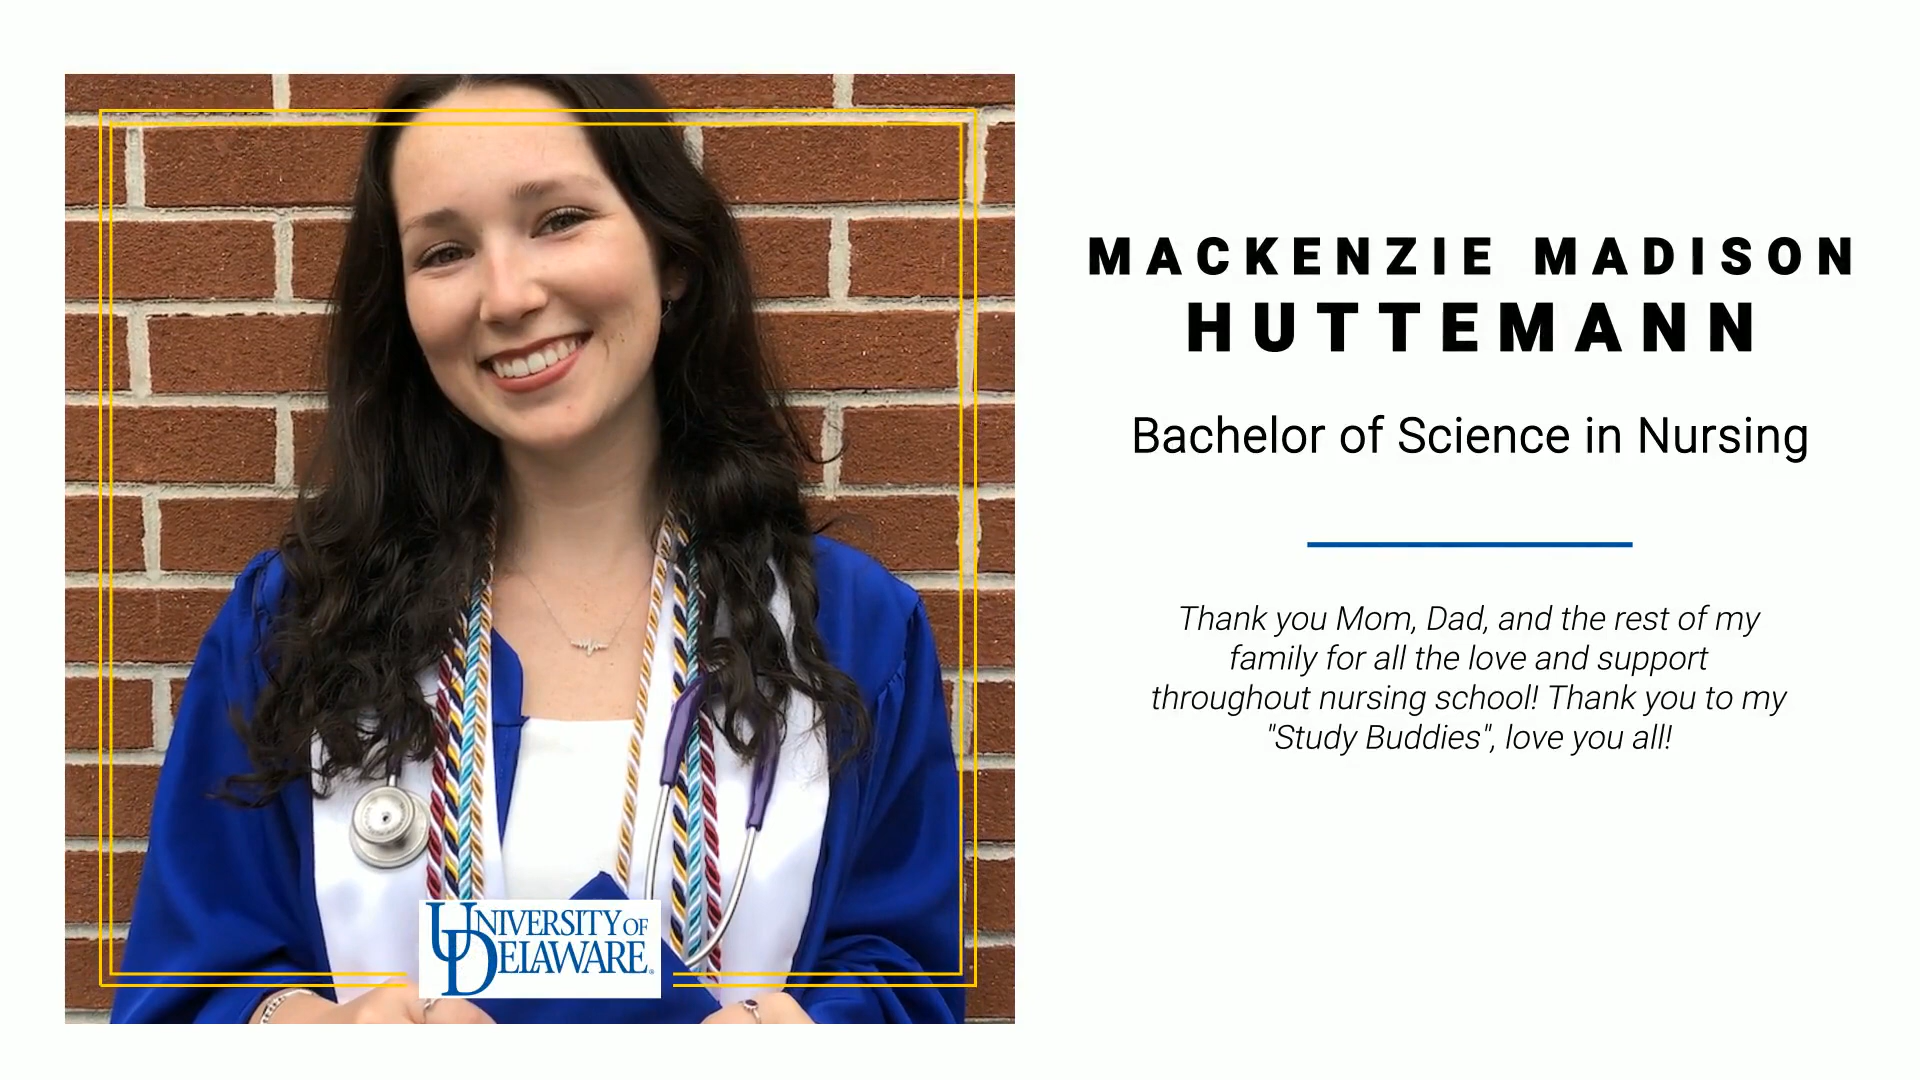 MACKENZIE MADISON
HUTTEMANN
Bachelor of Science in Nursing
Thank you Mom, Dad, and the rest of my
family for all the love and support
throughout nursing school! Thank you to my
"Study Buddies", love you all!
UNIVERSITY OF
DELAWARE